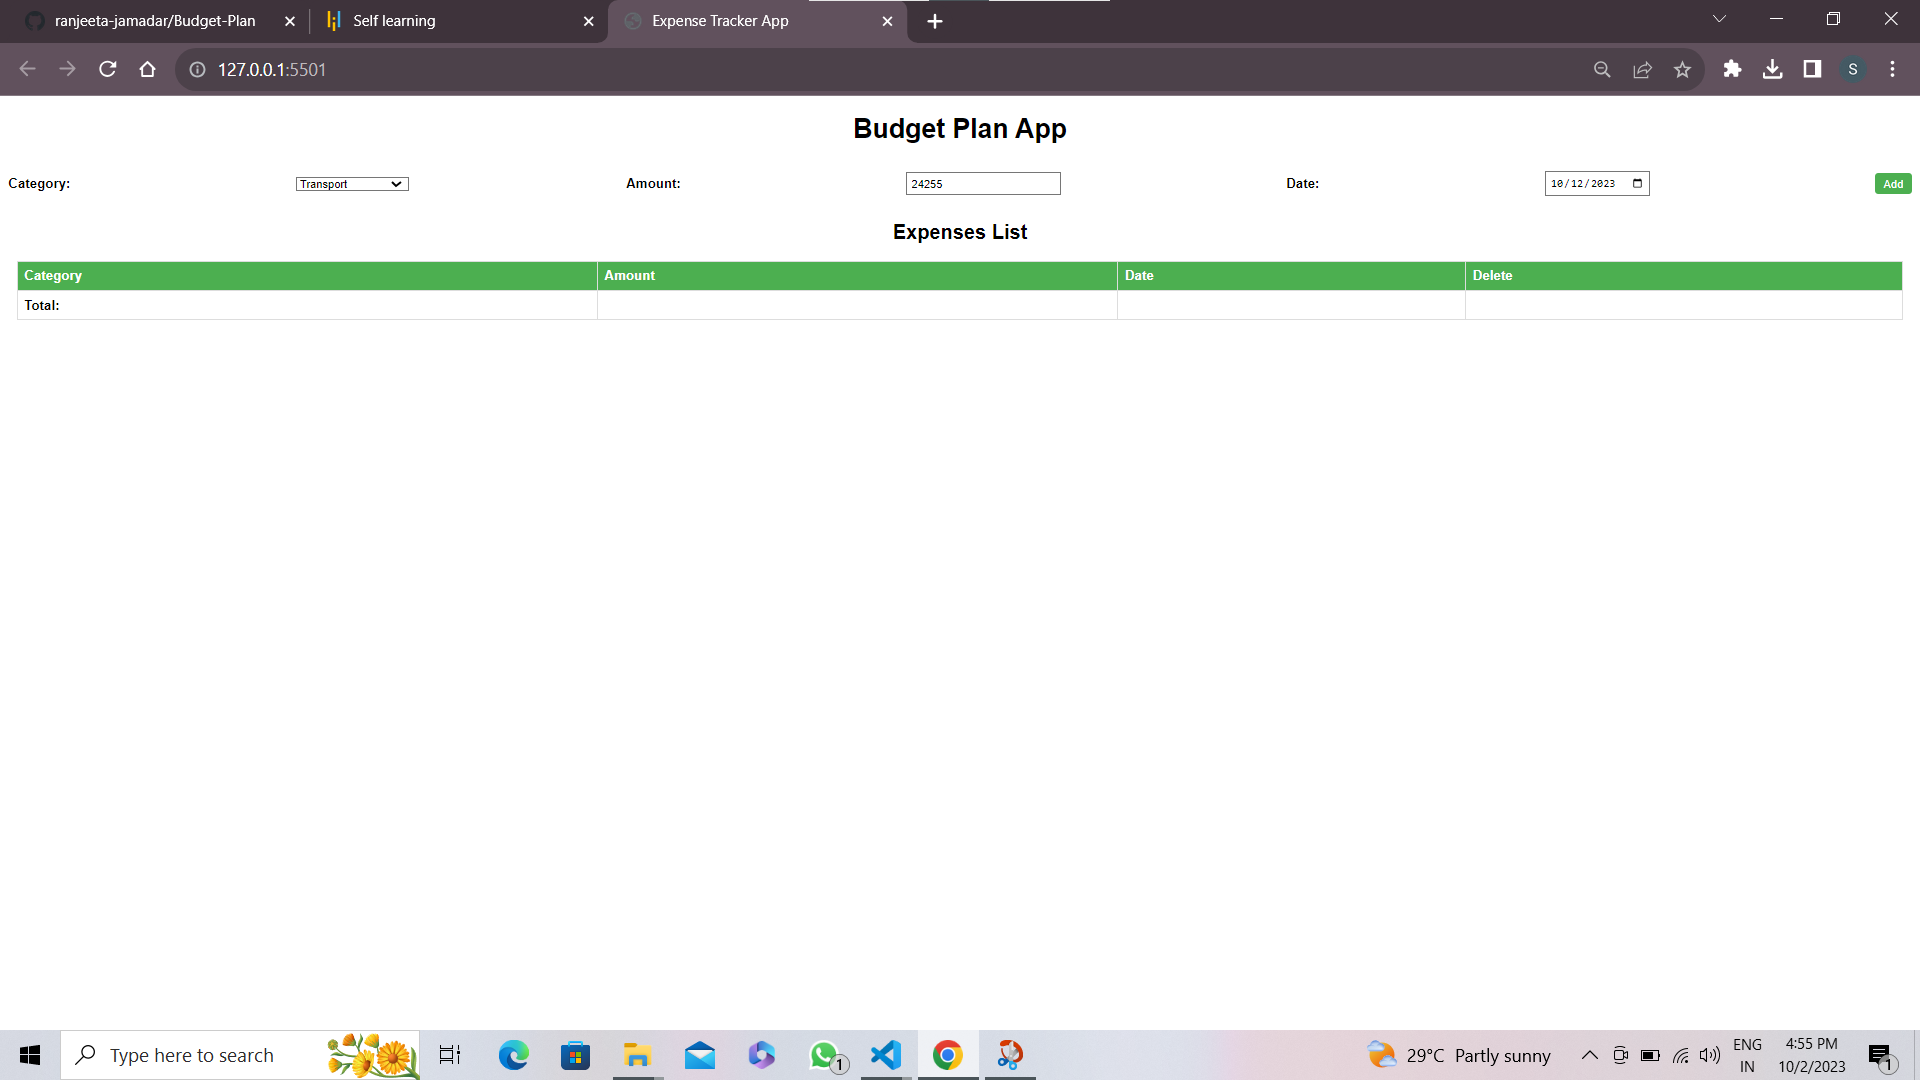 ranjeeta-jamadar/Budget-Plan
Self learning
Expense Tracker App
127.0.0.1:5501
S
Budget Plan App
Category: Transport Amount: 24255 Date: 10/12/2023 Add
Expenses List
Category Amount Date Delete
Total:
Type here to search
1
29°C Partly sunny
ENG
IN
4:55 PM
10/2/2023
1